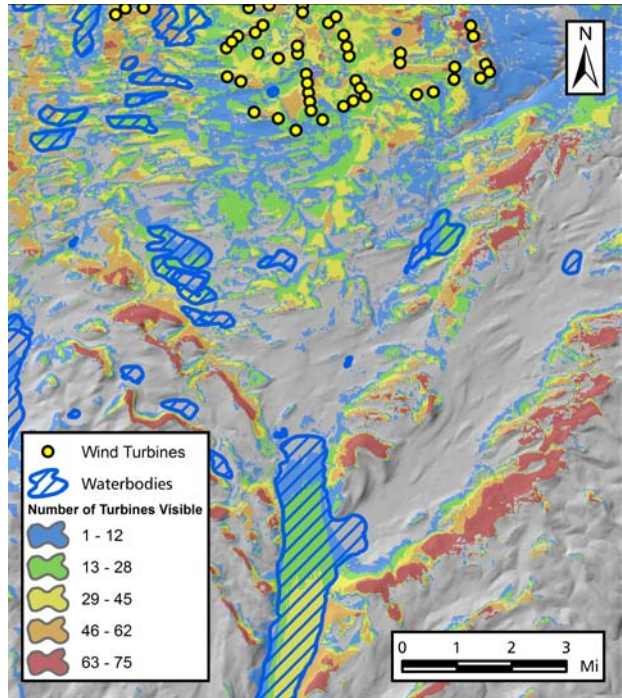 N
Wind Turbines
Waterbodies
Number of Turbines Visible
1 - 12
13 - 28
29 - 45
46 - 62
63 - 75
0 1 2 3
Mi